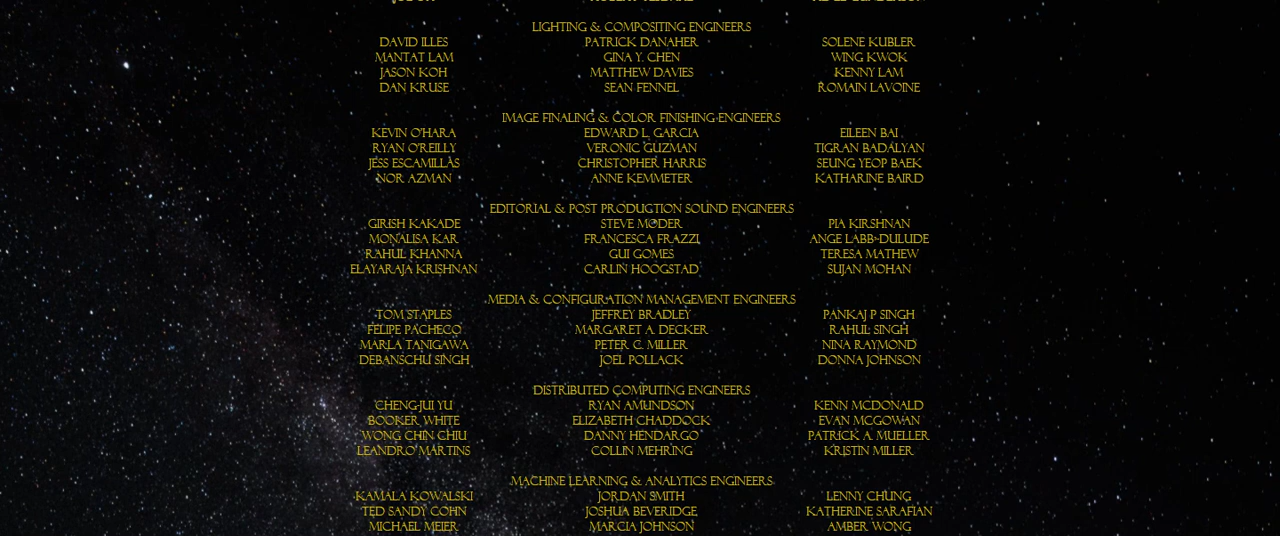 LIGHTING & COMPOSITING ENGINEERS
DAVID ILLES PATRICK DANAHER SOLENE KUBLER
MANTAT LAM GINA Y. CHEN WING KWOK
JASON KOH MATTHEW DAVIES KENNY LAM
DAN KRUSE SEAN FENNEL ROMAIN LAVOINE
IMAGE FINALING & COLOR FINISHING ENGINEERS
KEVIN O'HARA EDWARD L. GARCIA EILEEN BAI
RYAN O'REILLY VERONIC GUZMAN TIGRAN BADALYAN
JESS ESCAMILLAS CHRISTOPHER HARRIS SEUNG YEOP BAEK
NOR AZMAN ANNE KEMMETER KATHARINE BAIRD
EDITORIAL & POST PRODUCTION SOUND ENGINEERS
GIRISH KAKADE STEVE MODER PIA KIRSHNAN
MONALISA KAR FRANCESCA FRAZZI, ANGE LABB-DULUDE
RAHUL KHANNA GUI GOMES TERESA MATHEW
ELAYARAJA KRISHNAN CARLIN HOOGSTAD SUJAN MOHAN
MEDIA & CONFIGURATION MANAGEMENT ENGINEERS
TOM STAPLES JEFFREY BRADLEY PANKAJ P SINGH
FELIPE PACHECO MARGARET A. DECKER RAHUL SINGH
MARLA TANIGAWA PETER C. MILLER NINA RAYMOND
DEBANSCHU SINGH JOEL POLLACK DONNA JOHNSON
DISTRIBUTED COMPUTING ENGINEERS
CHENG-JUI YU RYAN AMUNDSON KENN MCDONALD
BOOKER WHITE ELIZABETH CHADDOCK EVAN MCGOWAN
WONG CHIN CHIU DANNY HENDARGO PATRICK A. MUELLER
LEANDRO MARTINS COLLIN MEHRING KRISTIN MILLER
MACHINE LEARNING & ANALYTICS ENGINEERS
KAMALA KOWALSKI JORDAN SMITH LENNY CHUNG
TED SANDY COHN JOSHUA BEVERIDGE KATHERINE SARAFIAN
MICHAEL MEIER MARCIA JOHNSON AMBER WONG